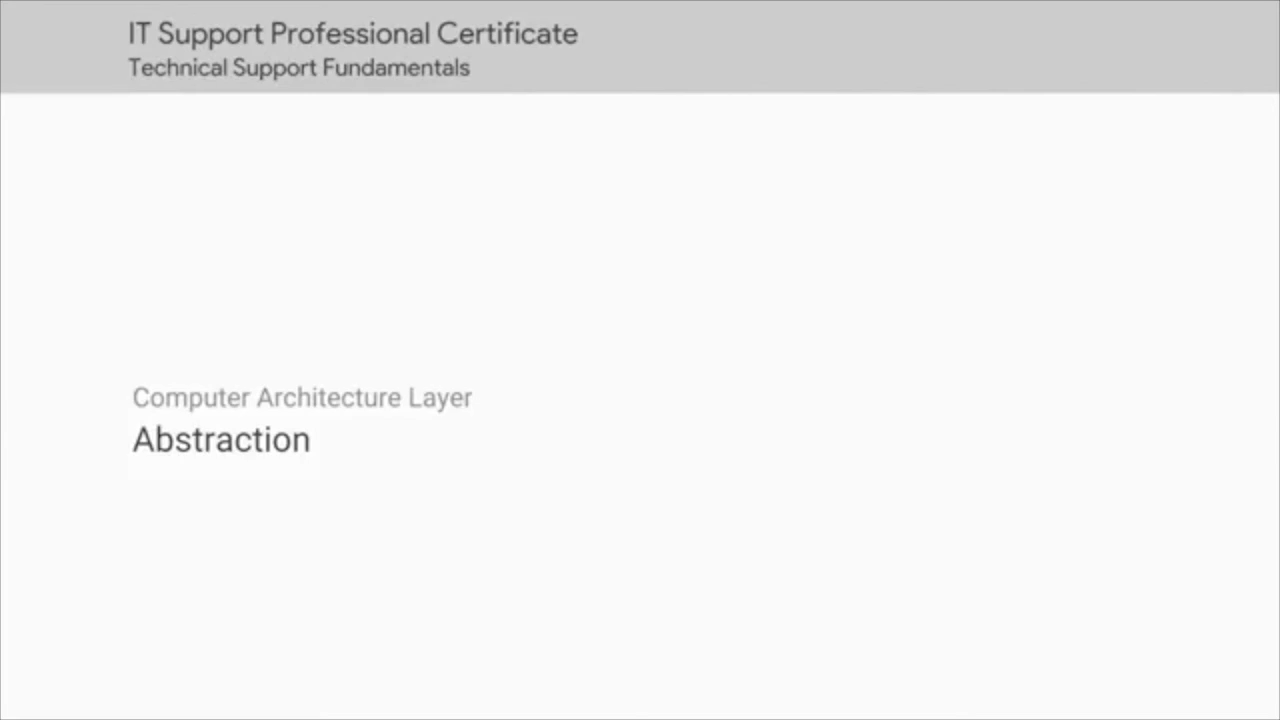 IT Support Professional Certificate
Technical Support Fundamentals
Computer Architecture Layer
Abstraction